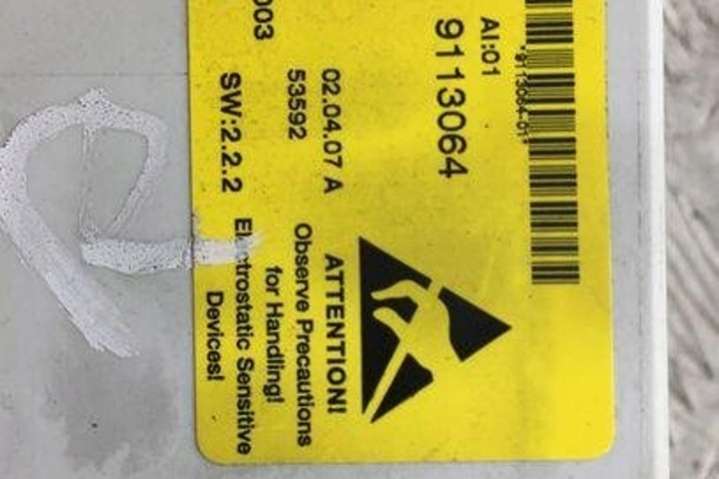 *9113064-01*
AI:01
9113064
02.04.07 A
53592
003
SW:2.2.2
ATTENTION!
Observe Precautions
for Handling!
Electrostatic Sensitive
Devices!